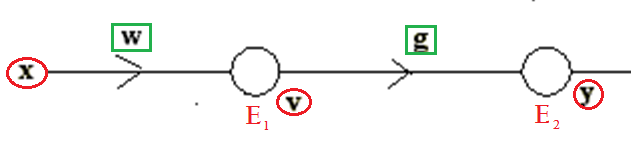 w g
x v y
E₁ E₂